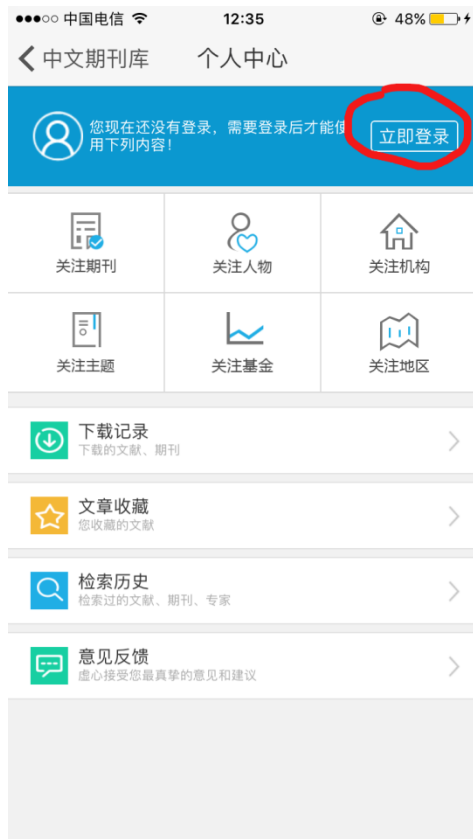 中国电信 12:35 48%
中文期刊库 个人中心
您现在还没有登录，需要登录后才能使
用下列内容！
立即登录
关注期刊 关注人物 关注机构
关注主题 关注基金 关注地区
下载记录
下载的文献、期刊
文章收藏
您收藏的文献
检索历史
检索过的文献、期刊、专家
意见反馈
虚心接受您最真挚的意见和建议